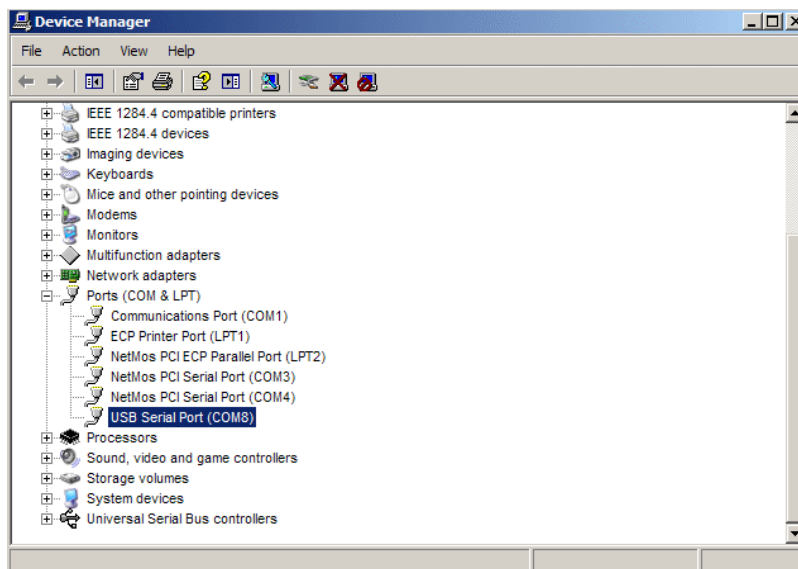 Device Manager
File Action View Help
IEEE 1284.4 compatible printers
IEEE 1284.4 devices
Imaging devices
Keyboards
Mice and other pointing devices
Modems
Monitors
Multifunction adapters
Network adapters
Ports (COM & LPT)
Communications Port (COM1)
ECP Printer Port (LPT1)
NetMos PCI ECP Parallel Port (LPT2)
NetMos PCI Serial Port (COM3)
NetMos PCI Serial Port (COM4)
USB Serial Port (COM8)
Processors
Sound, video and game controllers
Storage volumes
System devices
Universal Serial Bus controllers